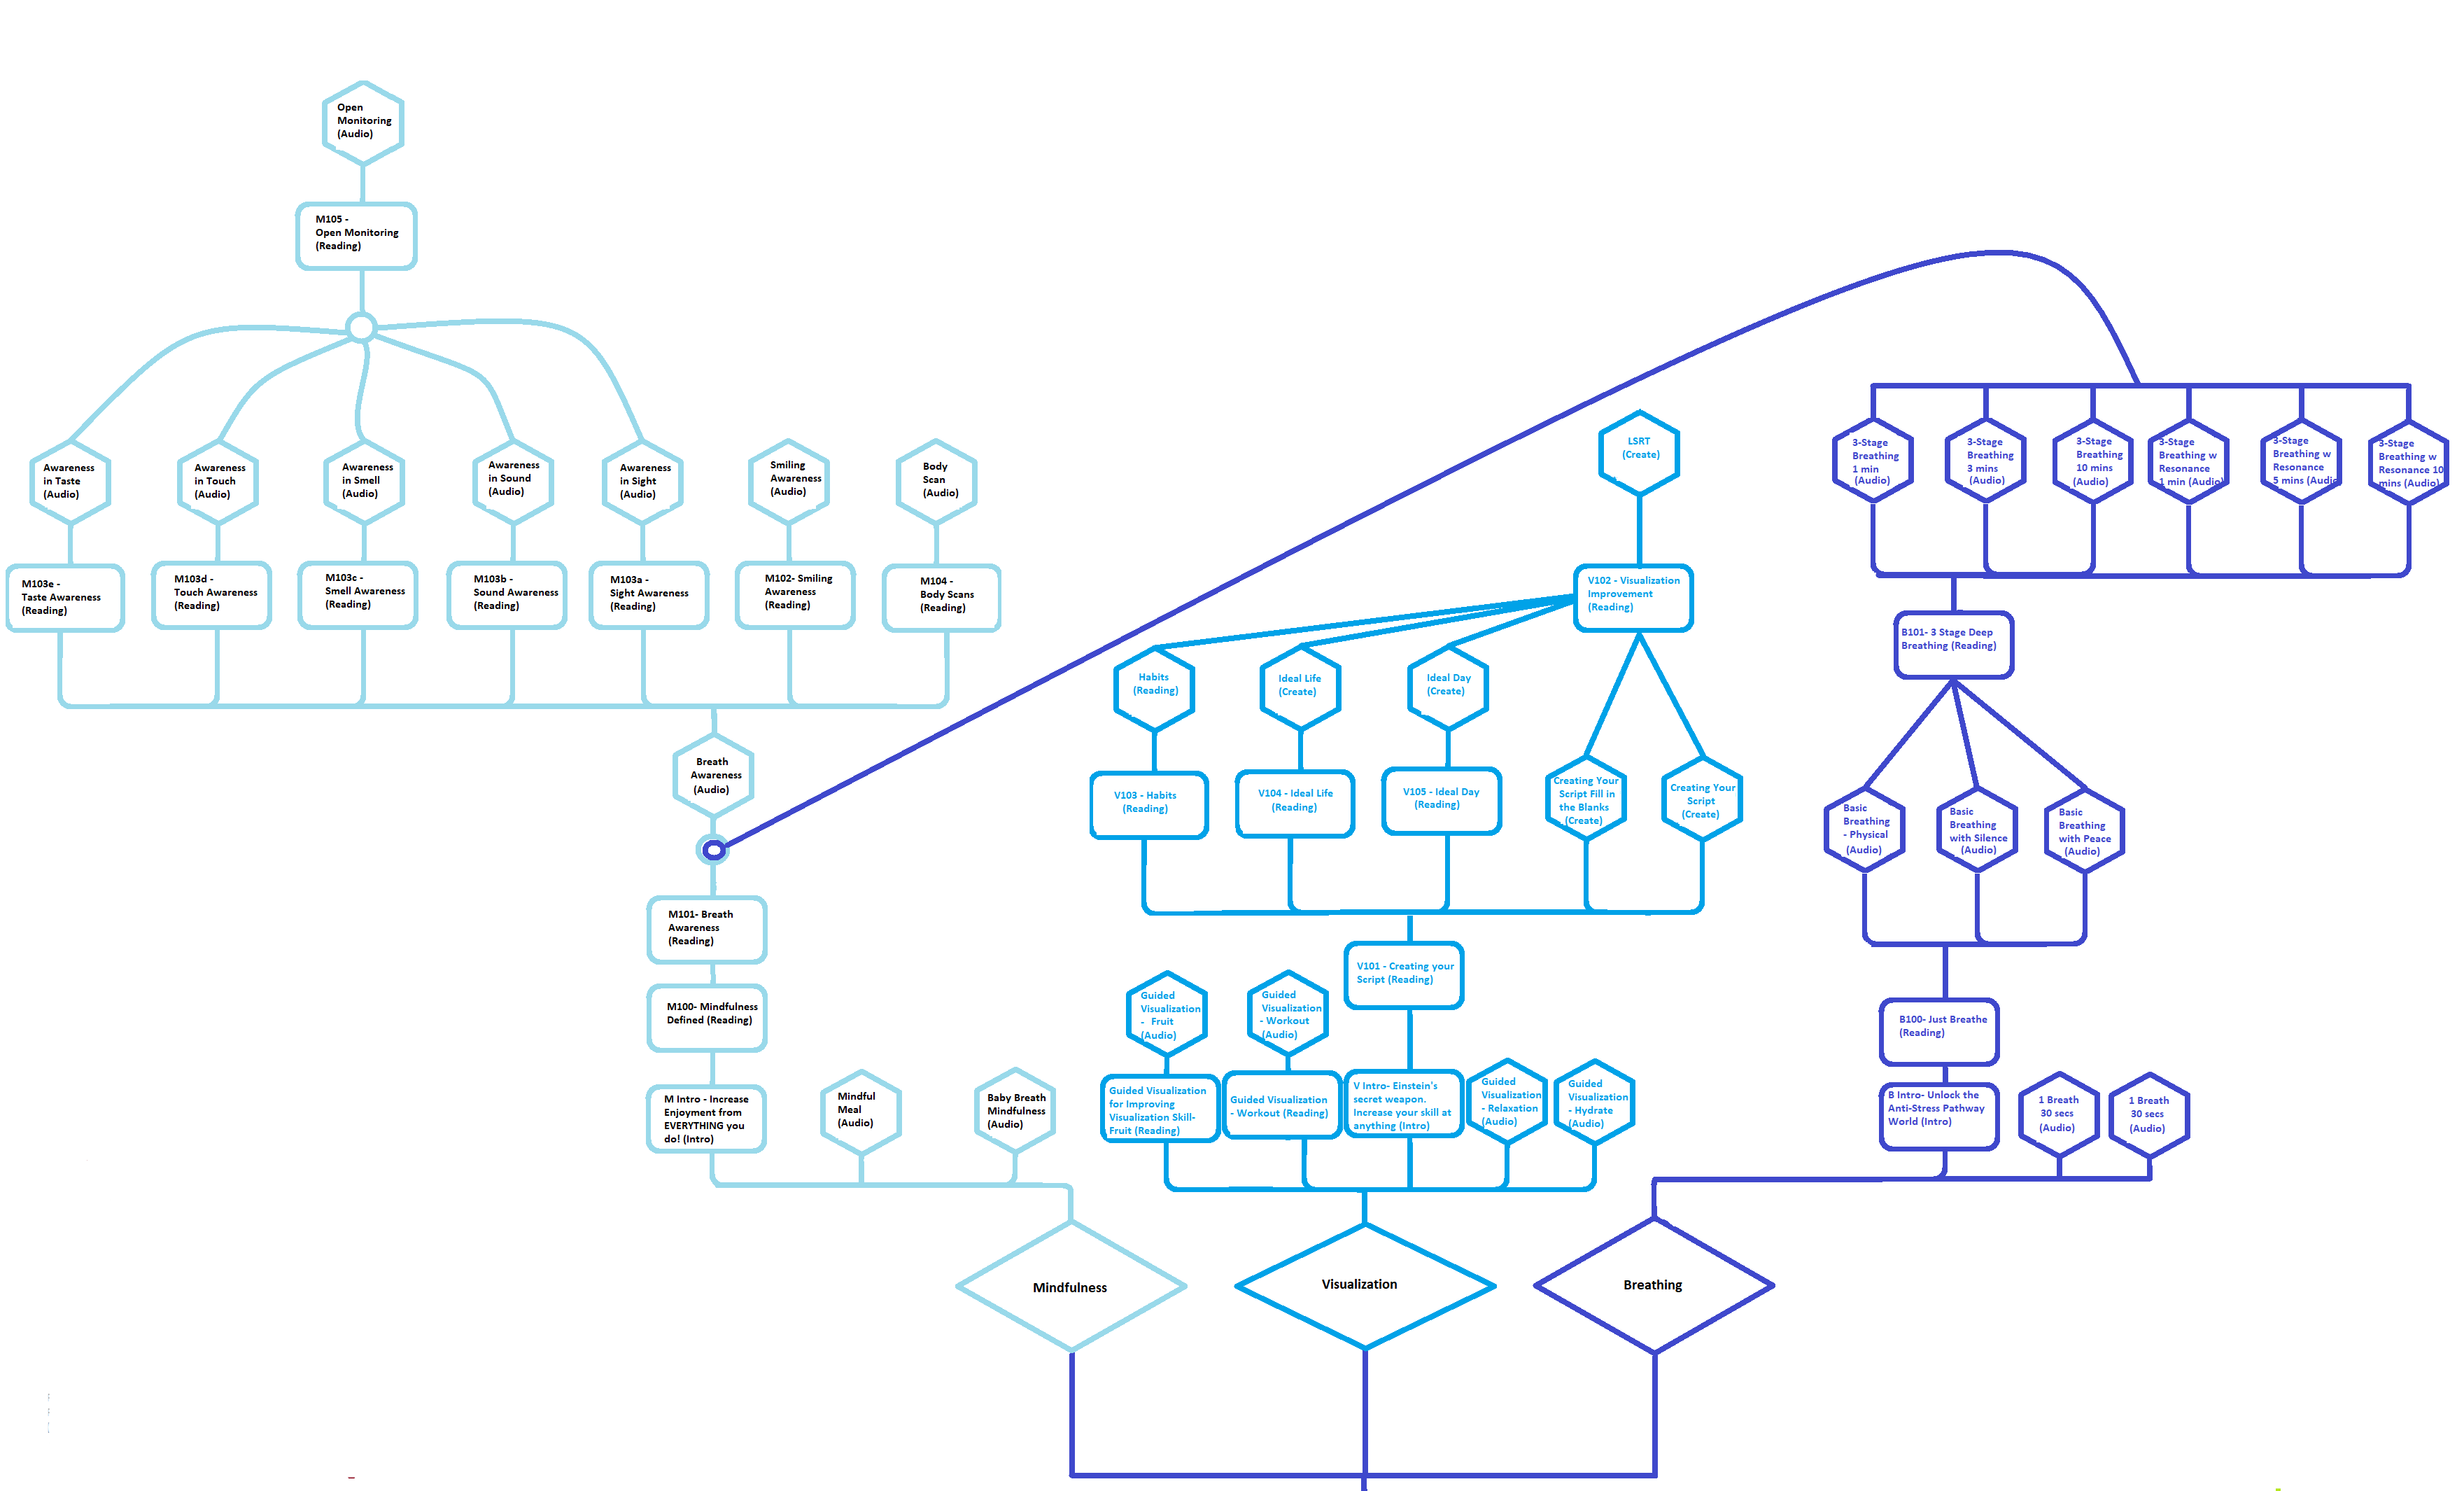 Open
Monitoring
(Audio)
M105 -
Open Monitoring
(Reading)
Awareness
in Taste
(Audio)
Awareness
in Touch
(Audio)
Awareness
in Smell
(Audio)
Awareness
in Sound
(Audio)
Awareness
in Sight
(Audio)
Smiling
Awareness
(Audio)
Body
Scan
(Audio)
M103e -
Taste Awareness
(Reading)
M103d -
Touch Awareness
(Reading)
M103c -
Smell Awareness
(Reading)
M103b -
Sound Awareness
(Reading)
M103a -
Sight Awareness
(Reading)
M102- Smiling
Awareness
(Reading)
M104 -
Body Scans
(Reading)
Breath
Awareness
(Audio)
M101- Breath
Awareness
(Reading)
M100- Mindfulness
Defined (Reading)
M Intro - Increase
Enjoyment from
EVERYTHING you
do! (Intro)
Mindful
Meal
(Audio)
Baby Breath
Mindfulness
(Audio)
Mindfulness
LSRT
(Create)
V102 - Visualization
Improvement
(Reading)
Habits
(Reading)
Ideal Life
(Create)
Ideal Day
(Create)
V103 - Habits
(Reading)
V104 - Ideal Life
(Reading)
V105 - Ideal Day
(Reading)
Creating Your
Script Fill in
the Blanks
(Create)
Creating Your
Script
(Create)
V101 - Creating your
Script (Reading)
Guided
Visualization
- Fruit
(Audio)
Guided
Visualization
- Workout
(Audio)
Guided Visualization
for Improving
Visualization Skill-
Fruit (Reading)
Guided Visualization
- Workout (Reading)
V Intro- Einstein's
secret weapon.
Increase your skill at
anything (Intro)
Guided
Visualization
- Relaxation
(Audio)
Guided
Visualization
- Hydrate
(Audio)
Visualization
3-Stage
Breathing
1 min
(Audio)
3-Stage
Breathing
3 mins
(Audio)
3-Stage
Breathing
10 mins
(Audio)
3-Stage
Breathing w
Resonance
1 min (Audio)
3-Stage
Breathing w
Resonance
5 mins (Audio
3-Stage
Breathing w
Resonance 10
mins (Audio)
B101- 3 Stage Deep
Breathing (Reading)
Basic
Breathing
- Physical
(Audio)
Basic
Breathing
with Silence
(Audio)
Basic
Breathing
with Peace
(Audio)
B100- Just Breathe
(Reading)
B Intro- Unlock the
Anti-Stress Pathway
World (Intro)
1 Breath
30 secs
(Audio)
1 Breath
30 secs
(Audio)
Breathing